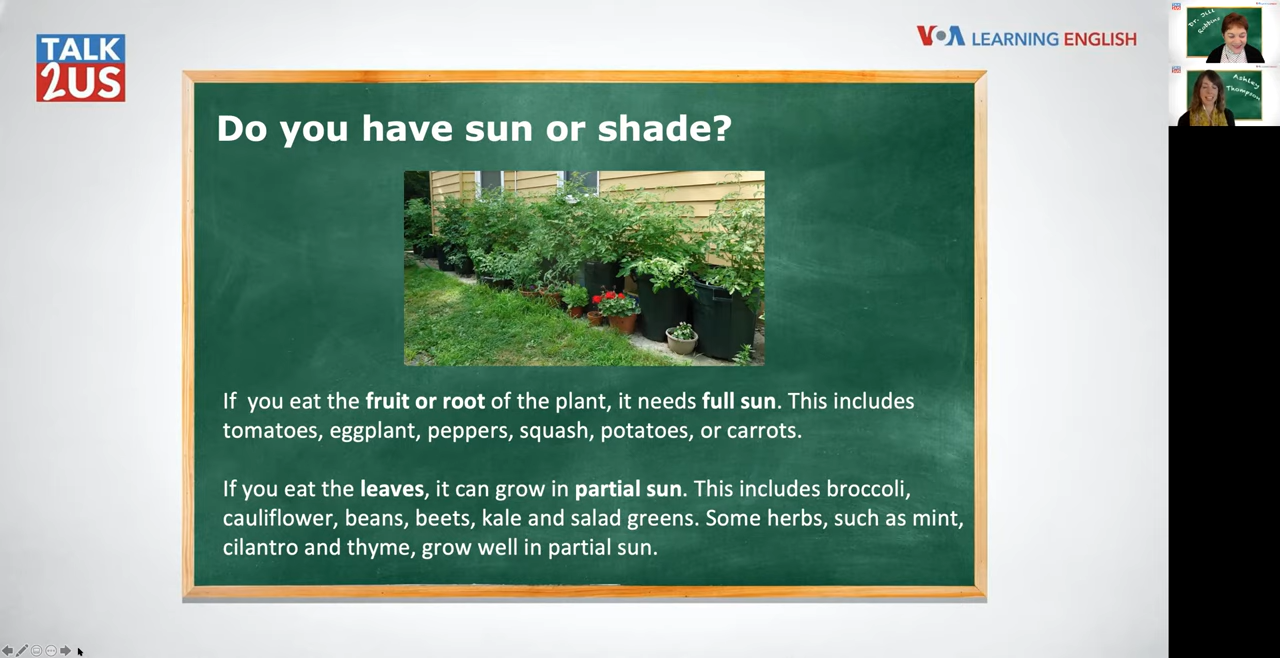 TALK
2US
VOA LEARNING ENGLISH
Dr. Jill
Robbins
Ashley
Thompson
Do you have sun or shade?
If you eat the fruit or root of the plant, it needs full sun. This includes
tomatoes, eggplant, peppers, squash, potatoes, or carrots.
If you eat the leaves, it can grow in partial sun. This includes broccoli,
cauliflower, beans, beets, kale and salad greens. Some herbs, such as mint,
cilantro and thyme, grow well in partial sun.